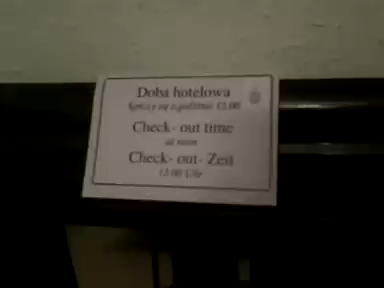 Doba hotelowa
kończy się o godzinie 12.00
Check- out time
at noon
Check- out- Zeit
12.00 Uhr